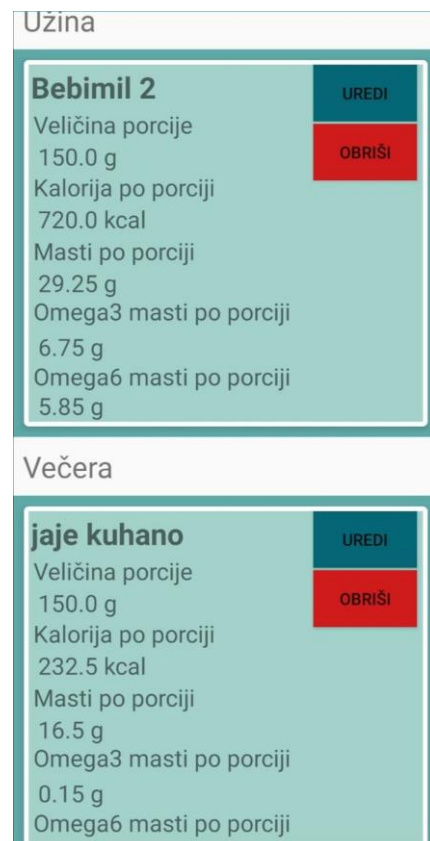 Užina
Bebimil 2
UREDI
Veličina porcije
150.0 g
OBRIŠI
Kalorija po porciji
720.0 kcal
Masti po porciji
29.25 g
Omega3 masti po porciji
6.75 g
Omega6 masti po porciji
5.85 g
Večera
jaje kuhano
UREDI
Veličina porcije
150.0 g
OBRIŠI
Kalorija po porciji
232.5 kcal
Masti po porciji
16.5 g
Omega3 masti po porciji
0.15 g
Omega6 masti po porciji